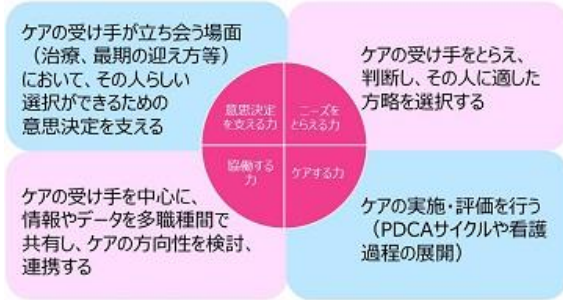 ケアの受け手が立ち会う場面
（治療、最期の迎え方等）
において、その人らしい
選択ができるための
意思決定を支える
ケアの受け手をとらえ、
判断し、その人に適した
方略を選択する
意思決定
を支える力
ニーズを
とらえる力
協働する
力
ケアする力
ケアの受け手を中心に、
情報やデータを多職種間で
共有し、ケアの方向性を検討、
連携する
ケアの実施・評価を行う
（PDCAサイクルや看護
過程の展開）